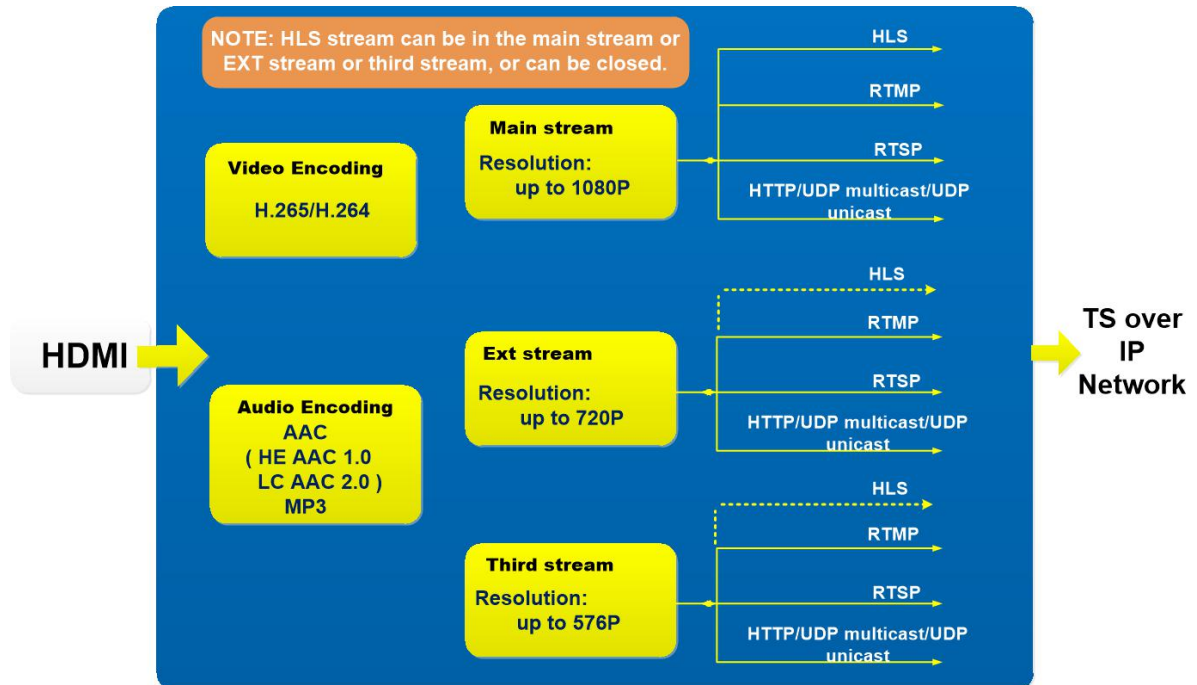 NOTE: HLS stream can be in the main stream or
EXT stream or third stream, or can be closed.
HDMI
Video Encoding
H.265/H.264
Audio Encoding
AAC
( HE AAC 1.0
LC AAC 2.0 )
MP3
Main stream
Resolution:
up to 1080P
HLS
RTMP
RTSP
HTTP/UDP multicast/UDP
unicast
Ext stream
Resolution:
up to 720P
HLS
RTMP
RTSP
HTTP/UDP multicast/UDP
unicast
Third stream
Resolution:
up to 576P
HLS
RTMP
RTSP
HTTP/UDP multicast/UDP
unicast
TS over
IP
Network